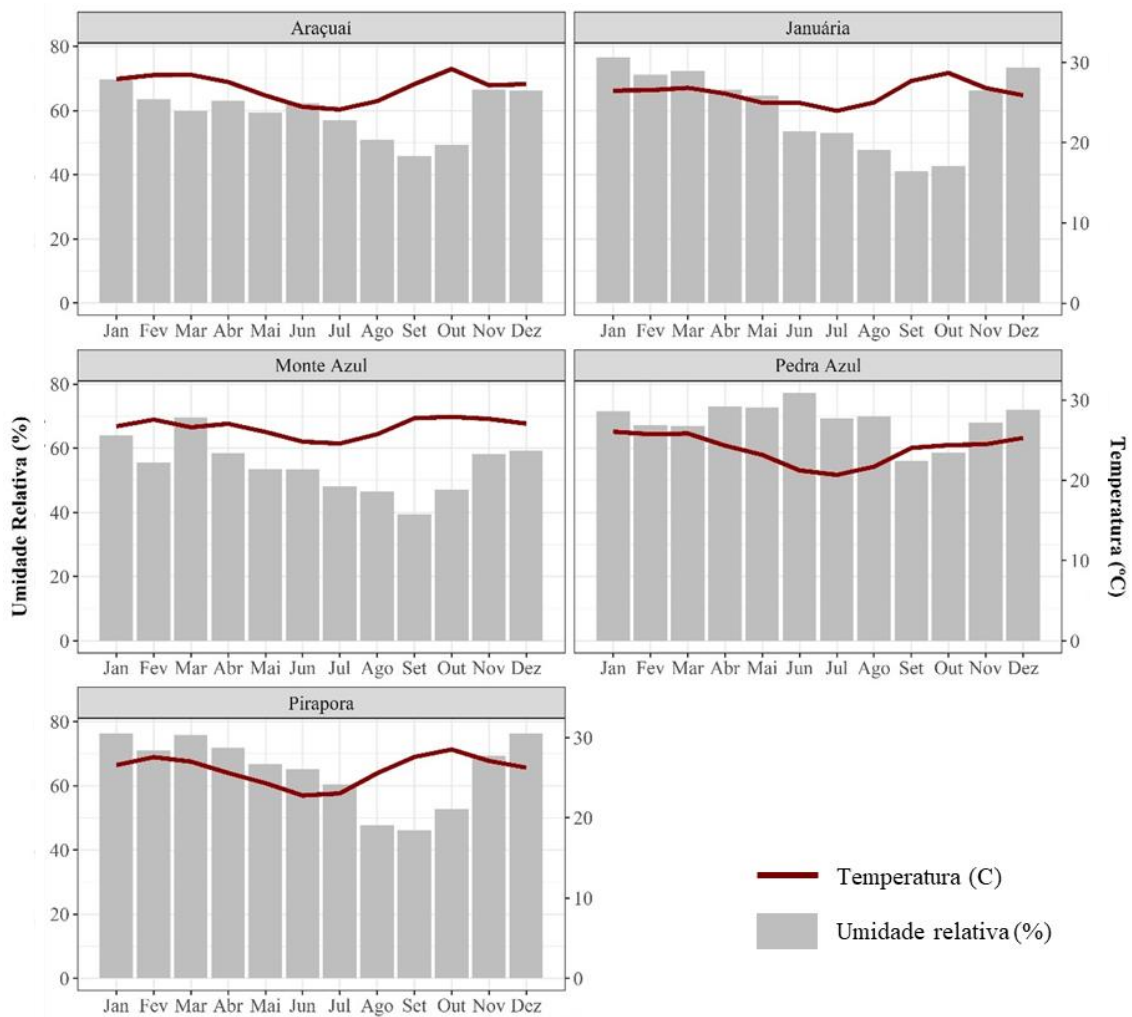 Araçuaí
Januária
80
60
40
20
0
30
20
10
0
Jan Fev Mar Abr Mai Jun Jul Ago Set Out Nov Dez
Jan Fev Mar Abr Mai Jun Jul Ago Set Out Nov Dez
Monte Azul
Pedra Azul
80
60
40
20
0
30
20
10
0
Jan Fev Mar Abr Mai Jun Jul Ago Set Out Nov Dez
Jan Fev Mar Abr Mai Jun Jul Ago Set Out Nov Dez
Umidade Relativa (%)
Temperatura (ºC)
Pirapora
80
60
40
20
0
30
20
10
0
Jan Fev Mar Abr Mai Jun Jul Ago Set Out Nov Dez
Temperatura (C)
Umidade relativa (%)